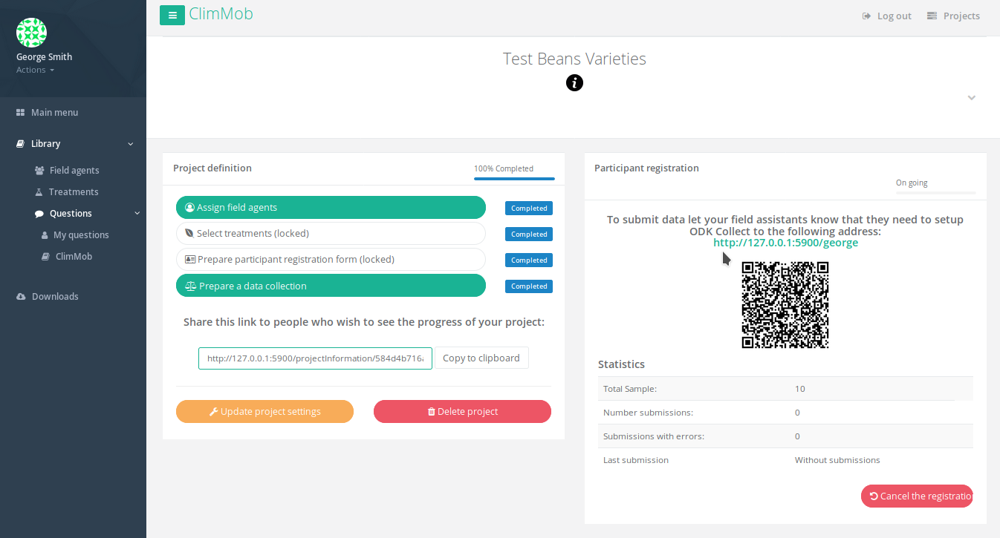 George Smith
Actions
Main menu
Library
Field agents
Treatments
Questions
My questions
ClimMob
Downloads
ClimMob
Log out
Projects
Test Beans Varieties
Project definition
100% Completed
Assign field agents
Completed
Select treatments (locked)
Completed
Prepare participant registration form (locked)
Completed
Prepare a data collection
Completed
Share this link to people who wish to see the progress of your project:
http://127.0.0.1:5900/projectInformation/584d4b716a
Copy to clipboard
Update project settings
Delete project
Participant registration
On going
To submit data let your field assistants know that they need to setup
ODK Collect to the following address:
http://127.0.0.1:5900/george
Statistics
Total Sample: 10
Number submissions: 0
Submissions with errors: 0
Last submission Without submissions
Cancel the registratio